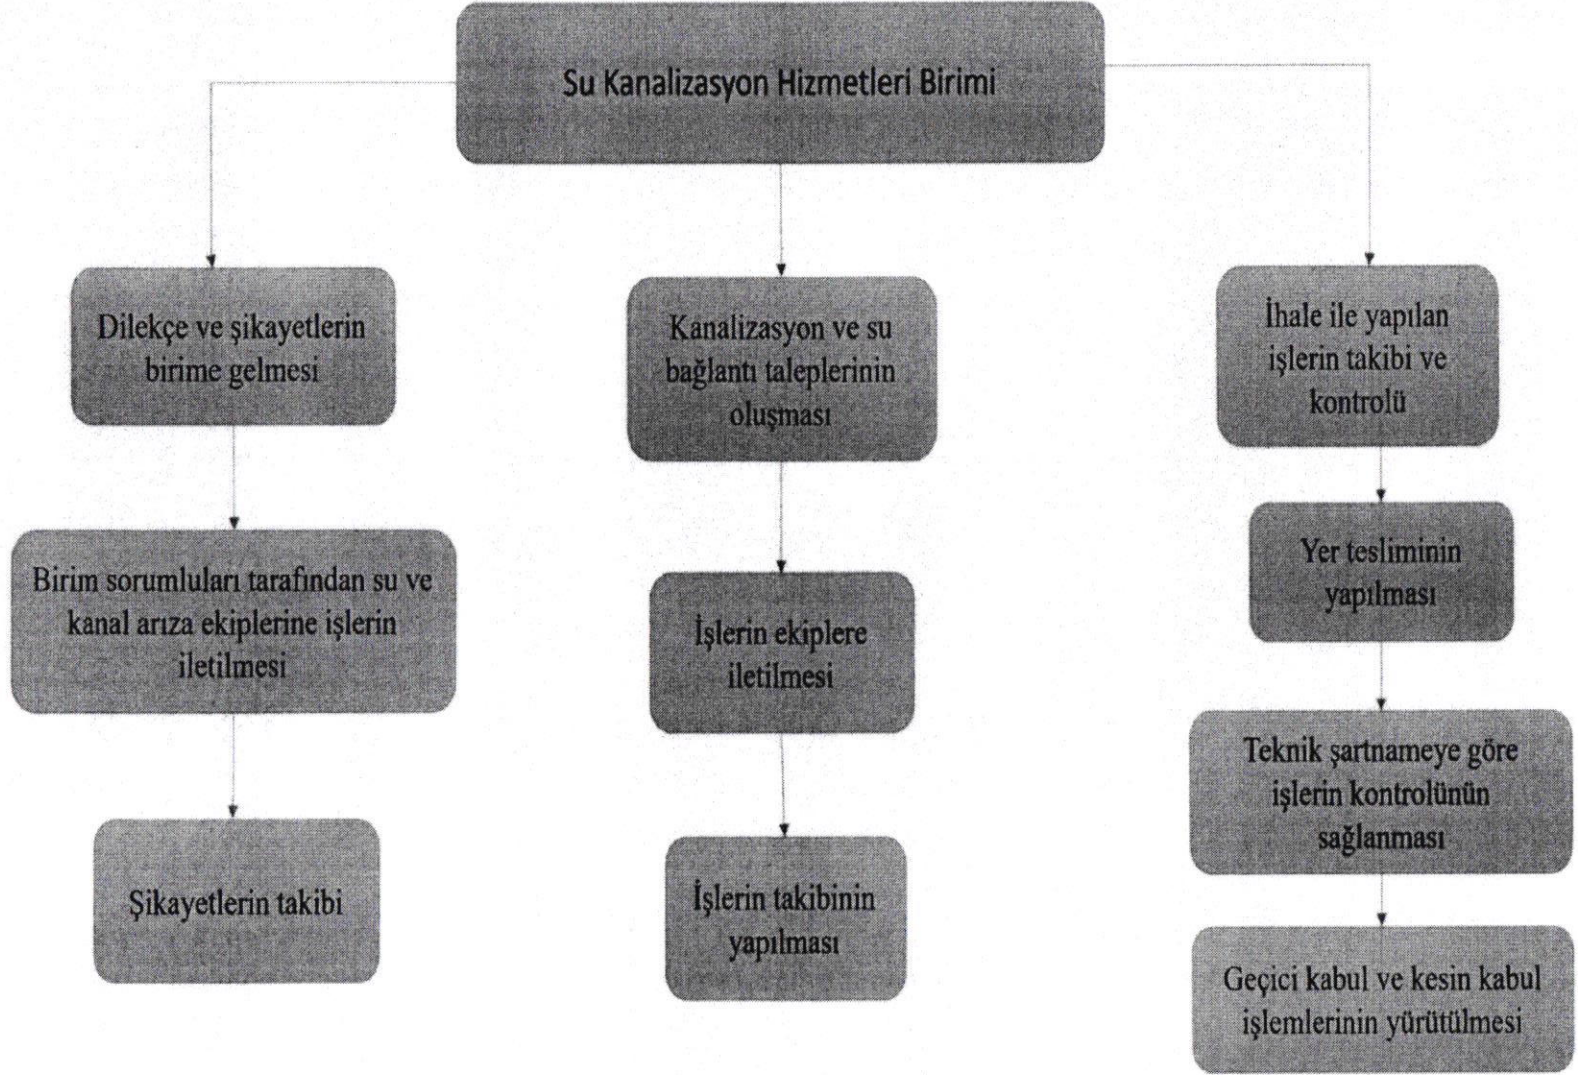 Su Kanalizasyon Hizmetleri Birimi
Dilekçe ve şikayetlerin
birime gelmesi
Birim sorumluları tarafından su ve
kanal arıza ekiplerine işlerin
iletilmesi
Şikayetlerin takibi
Kanalizasyon ve su
bağlantı taleplerinin
oluşması
İşlerin ekiplere
iletilmesi
İşlerin takibinin
yapılması
İhale ile yapılan
işlerin takibi ve
kontrolü
Yer tesliminin
yapılması
Teknik şartnameye göre
işlerin kontrolünün
sağlanması
Geçici kabul ve kesin kabul
işlemlerinin yürütülmesi